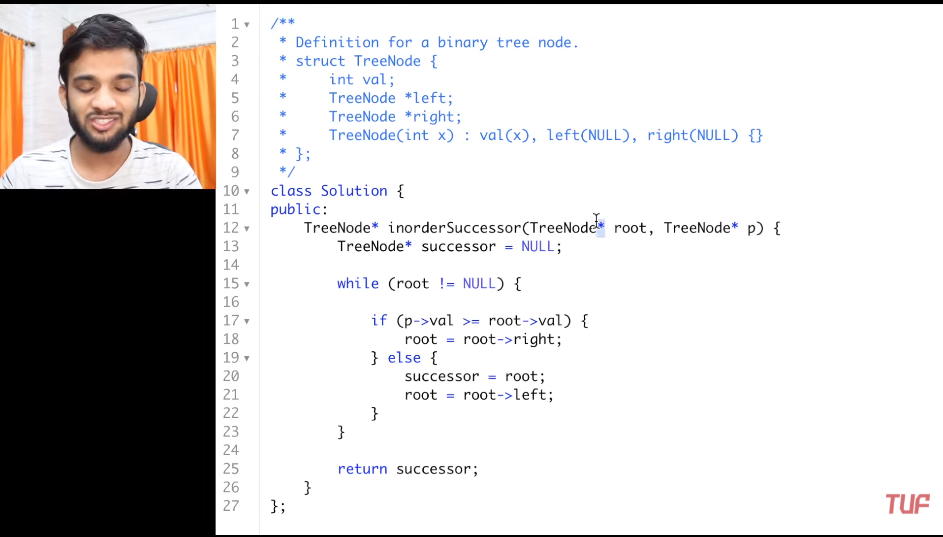 1 /**
2  * Definition for a binary tree node.
3  * struct TreeNode {
4  *     int val;
5  *     TreeNode *left;
6  *     TreeNode *right;
7  *     TreeNode(int x) : val(x), left(NULL), right(NULL) {}
8  * };
9  */
10 class Solution {
11 public:
12     TreeNode* inorderSuccessor(TreeNode* root, TreeNode* p) {
13         TreeNode* successor = NULL;
14
15         while (root != NULL) {
16
17             if (p->val >= root->val) {
18                 root = root->right;
19             } else {
20                 successor = root;
21                 root = root->left;
22             }
23         }
24
25         return successor;
26     }
27 };
TUF